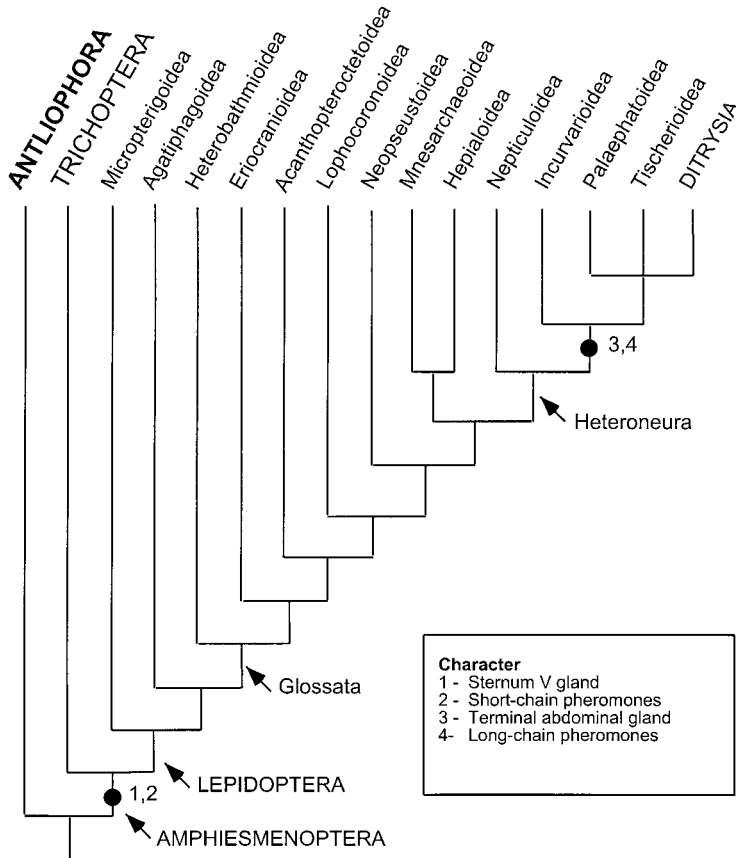 ANTLIOPHORA
TRICHOPTERA
Micropterigoidea
Agatiphagoidea
Heterobathmioidea
Eriocranioidea
Acanthopteroctetoidea
Lophocoronoidea
Neopseustoidea
Mnesarchaeoidea
Hepialoidea
Nepticuloidea
Incurvarioidea
Palaephatoidea
Tischerioidea
DITRYSIA
3,4
Heteroneura
Glossata
LEPIDOPTERA
1,2
AMPHIESMENOPTERA
Character
1 - Sternum V gland
2 - Short-chain pheromones
3 - Terminal abdominal gland
4- Long-chain pheromones